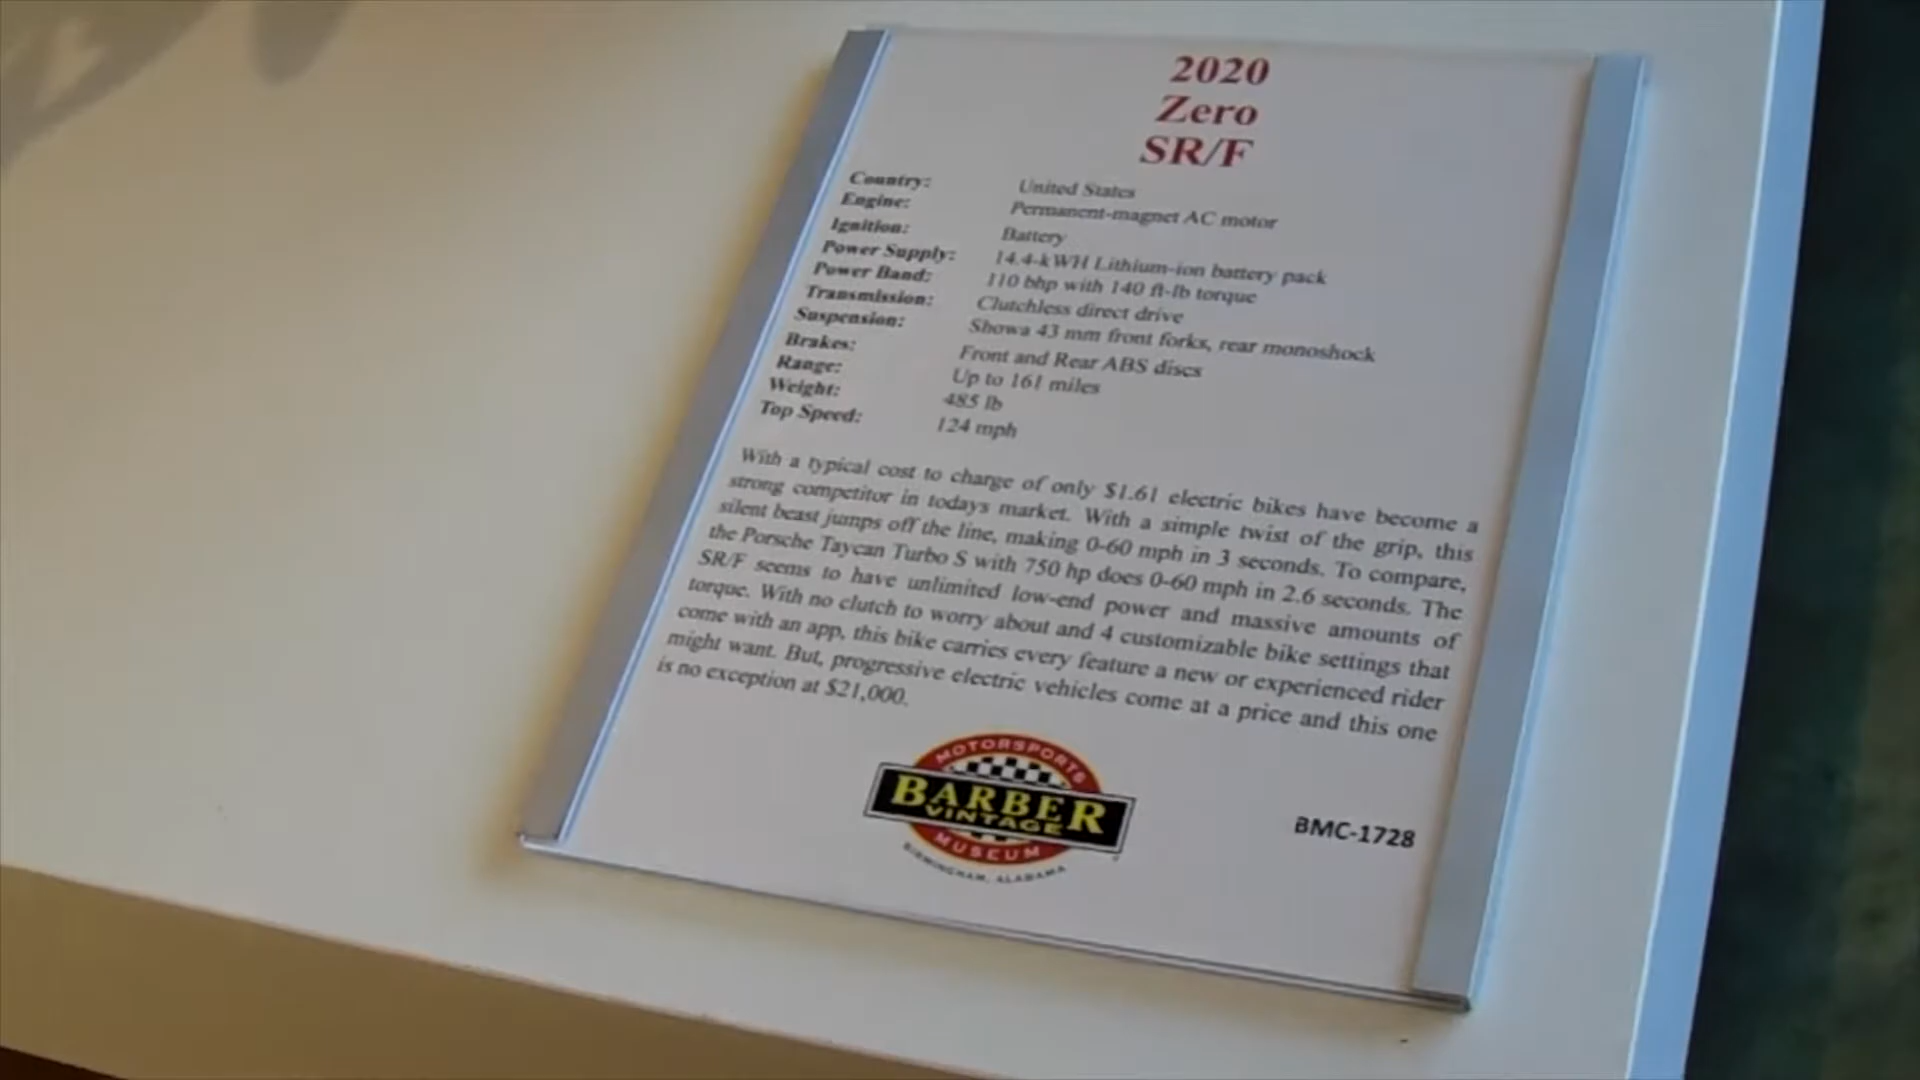 2020
Zero
SR/F
Country: United States
Engine: Permanent-magnet AC motor
Ignition: Battery
Power Supply: 14.4-kWH Lithium-ion battery pack
Power Band: 110 bhp with 140 ft-lb torque
Transmission: Clutchless direct drive
Suspension: Showa 43 mm front forks, rear monoshock
Brakes: Front and Rear ABS discs
Range: Up to 161 miles
Weight: 485 lb
Top Speed: 124 mph
With a typical cost to charge of only $1.61 electric bikes have become a
strong competitor in todays market. With a simple twist of the grip, this
silent beast jumps off the line, making 0-60 mph in 3 seconds. To compare,
the Porsche Taycan Turbo S with 750 hp does 0-60 mph in 2.6 seconds. The
SR/F seems to have unlimited low-end power and massive amounts of
torque. With no clutch to worry about and 4 customizable bike settings that
come with an app, this bike carries every feature a new or experienced rider
might want. But, progressive electric vehicles come at a price and this one
is no exception at $21,000.
MOTORSPORTS
BARBER
VINTAGE
MUSEUM
BIRMINGHAM, ALABAMA
BMC-1728